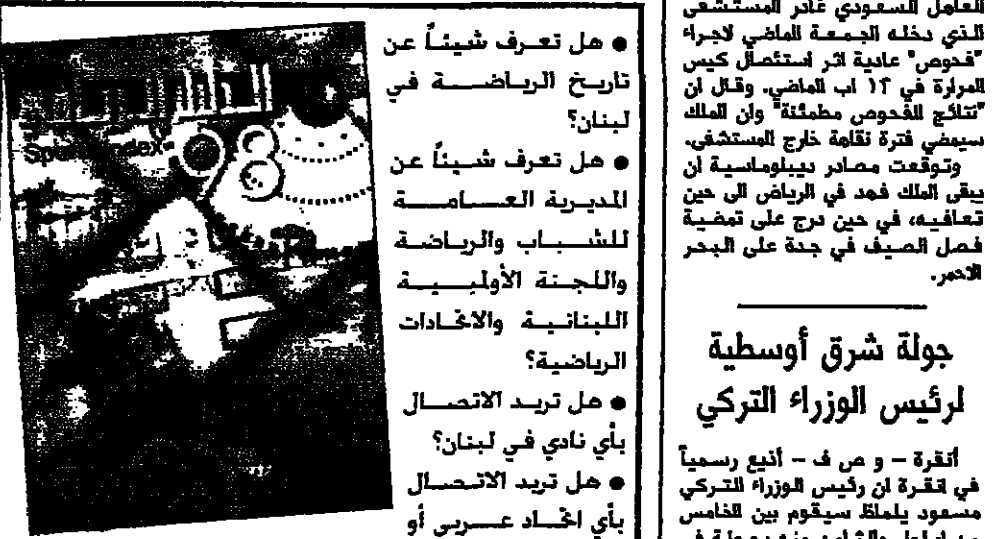 العاهل السعودي غادر المستشفى
الذي دخله الجمعة الماضي لاجراء
"فحوص" عادية اثر استئصال كيس
المرارة في ١٢ اب الماضي. وقال ان
"نتائج الفحوص مطمئنة" وان الملك
سيمضي فترة نقاهة خارج المستشفى.
وتوقعت مصادر ديبلوماسية ان
يبقى الملك فهد في الرياض الى حين
تعافيه، في حين درج على تمضية
فصل الصيف في جدة على البحر
الاحمر.
جولة شرق أوسطية
لرئيس الوزراء التركي
أنقرة – و ص ف – أذيع رسمياً
في انقرة ان رئيس الوزراء التركي
مسعود يلماظ سيقوم بين الخامس
● هل تعرف شيئاً عن
تاريخ الرياضة في
لبنان؟
● هل تعرف شيئاً عن
المديرية العامة
للشباب والرياضة
واللجنة الأولمبية
اللبنانية والاتحادات
الرياضية؟
● هل تريد الاتصال
بأي نادي في لبنان؟
● هل تريد الاتصال
بأي اتحاد عربي أو
Sports Index
98